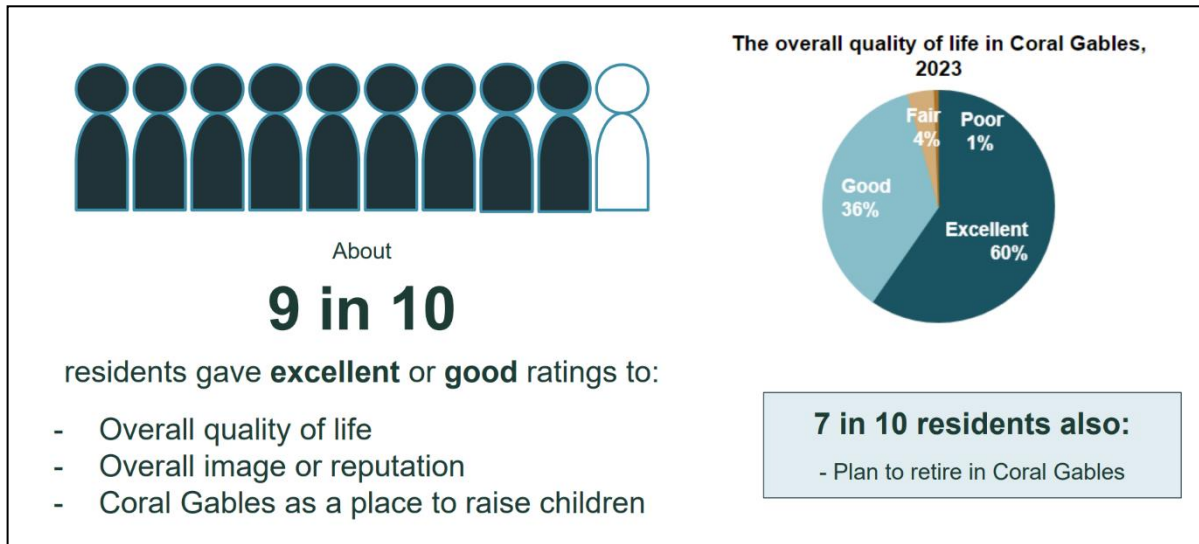 About
9 in 10
residents gave excellent or good ratings to:
- Overall quality of life
- Overall image or reputation
- Coral Gables as a place to raise children
The overall quality of life in Coral Gables,
2023
Fair
4%
Poor
1%
Good
36%
Excellent
60%
7 in 10 residents also:
- Plan to retire in Coral Gables